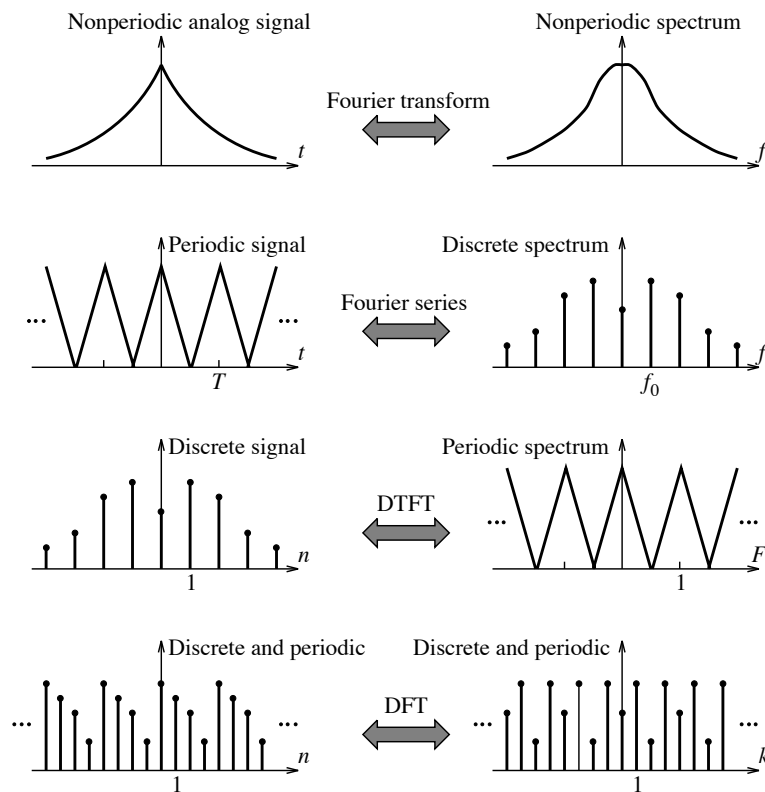 Nonperiodic analog signal
Nonperiodic spectrum
Fourier transform
t
f
Periodic signal
Discrete spectrum
Fourier series
...
...
t
f
T
f0
Discrete signal
Periodic spectrum
DTFT
...
...
n
F
1
1
Discrete and periodic
Discrete and periodic
DFT
...
...
...
...
n
k
1
1